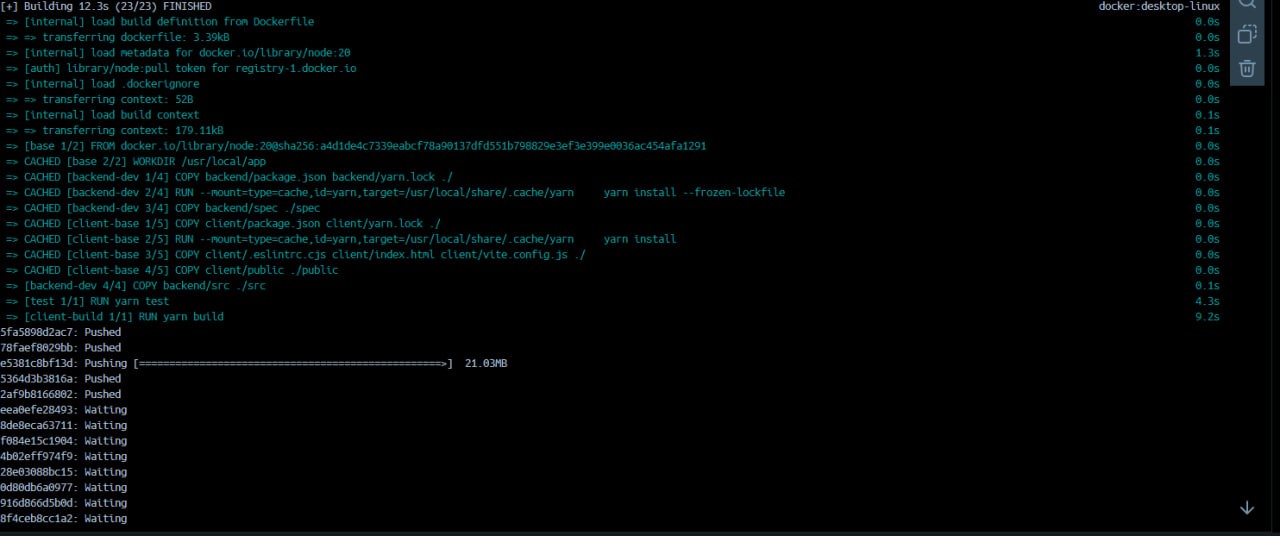 [+] Building 12.3s (23/23) FINISHED docker:desktop-linux
=> [internal] load build definition from Dockerfile 0.0s
=> => transferring dockerfile: 3.39kB 0.0s
=> [internal] load metadata for docker.io/library/node:20 1.3s
=> [auth] library/node:pull token for registry-1.docker.io 0.0s
=> [internal] load .dockerignore 0.0s
=> => transferring context: 52B 0.0s
=> [internal] load build context 0.1s
=> => transferring context: 179.11kB 0.1s
=> [base 1/2] FROM docker.io/library/node:20@sha256:a4d1de4c7339eabcf78a90137dfd551b798829e3ef3e399e0036ac454afa1291 0.0s
=> CACHED [base 2/2] WORKDIR /usr/local/app 0.0s
=> CACHED [backend-dev 1/4] COPY backend/package.json backend/yarn.lock ./ 0.0s
=> CACHED [backend-dev 2/4] RUN --mount=type=cache,id=yarn,target=/usr/local/share/.cache/yarn yarn install --frozen-lockfile 0.0s
=> CACHED [backend-dev 3/4] COPY backend/spec ./spec 0.0s
=> CACHED [client-base 1/5] COPY client/package.json client/yarn.lock ./ 0.0s
=> CACHED [client-base 2/5] RUN --mount=type=cache,id=yarn,target=/usr/local/share/.cache/yarn yarn install 0.0s
=> CACHED [client-base 3/5] COPY client/.eslintrc.cjs client/index.html client/vite.config.js ./ 0.0s
=> CACHED [client-base 4/5] COPY client/public ./public 0.0s
=> [backend-dev 4/4] COPY backend/src ./src 0.1s
=> [test 1/1] RUN yarn test 4.3s
=> [client-build 1/1] RUN yarn build 9.2s
5fa5898d2ac7: Pushed
78faef8029bb: Pushed
e5381c8bf13d: Pushing [==================================================>] 21.03MB
5364d3b3816a: Pushed
2af9b8166802: Pushed
eea0efe28493: Waiting
8de8eca63711: Waiting
f084e15c1904: Waiting
4b02eff974f9: Waiting
28e03088bc15: Waiting
0d80db6a0977: Waiting
916d866d5b0d: Waiting
8f4ceb8cc1a2: Waiting